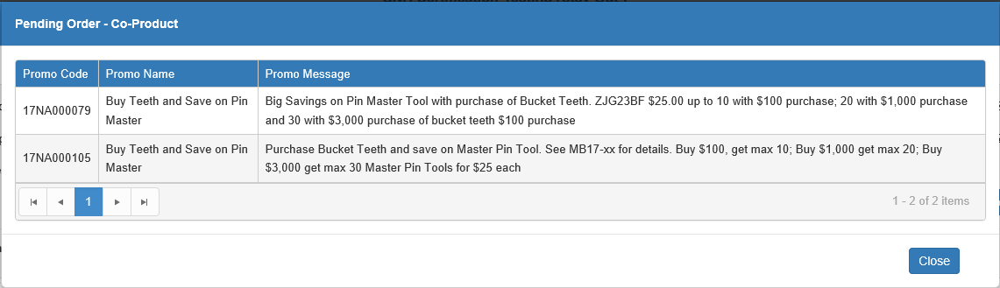 Pending Order - Co-Product
Promo Code Promo Name Promo Message
17NA000079
Buy Teeth and Save on Pin
Master
Big Savings on Pin Master Tool with purchase of Bucket Teeth. ZJG23BF $25.00 up to 10 with $100 purchase; 20 with $1,000 purchase
and 30 with $3,000 purchase of bucket teeth $100 purchase
17NA000105
Buy Teeth and Save on Pin
Master
Purchase Bucket Teeth and save on Master Pin Tool. See MB17-xx for details. Buy $100, get max 10; Buy $1,000 get max 20; Buy
$3,000 get max 30 Master Pin Tools for $25 each
1
1 - 2 of 2 items
Close